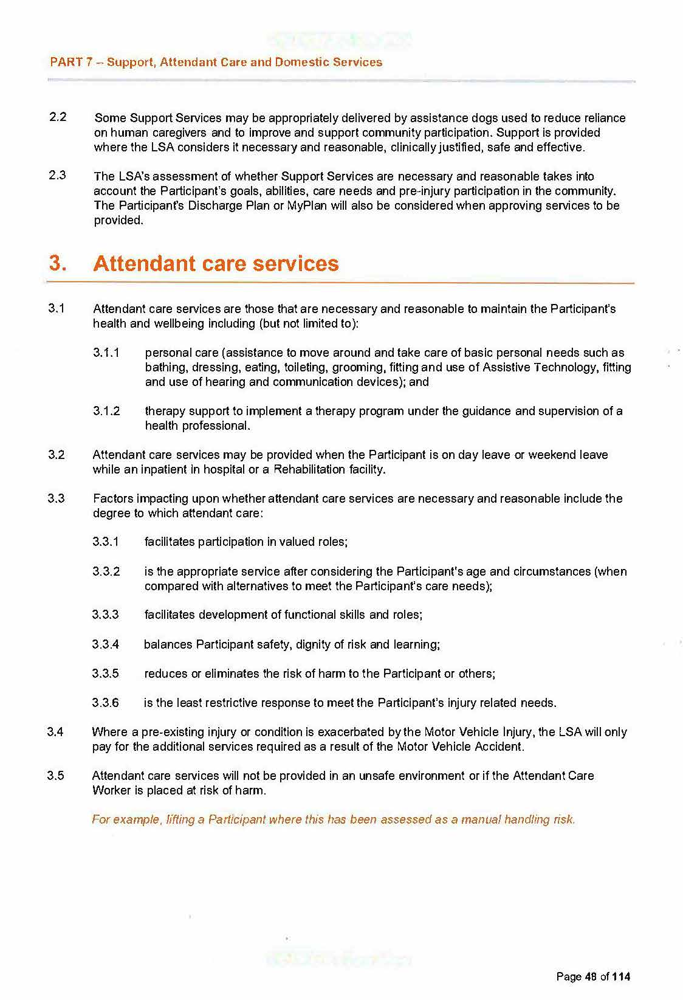 PART 7 – Support, Attendant Care and Domestic Services
2.2 Some Support Services may be appropriately delivered by assistance dogs used to reduce reliance
on human caregivers and to improve and support community participation. Support is provided
where the LSA considers it necessary and reasonable, clinically justified, safe and effective.
2.3 The LSA's assessment of whether Support Services are necessary and reasonable takes into
account the Participant's goals, abilities, care needs and pre-injury participation in the community.
The Participant's Discharge Plan or MyPlan will also be considered when approving services to be
provided.
3. Attendant care services
3.1 Attendant care services are those that are necessary and reasonable to maintain the Participant's
health and wellbeing including (but not limited to):
3.1.1 personal care (assistance to move around and take care of basic personal needs such as
bathing, dressing, eating, toileting, grooming, fitting and use of Assistive Technology, fitting
and use of hearing and communication devices); and
3.1.2 therapy support to implement a therapy program under the guidance and supervision of a
health professional.
3.2 Attendant care services may be provided when the Participant is on day leave or weekend leave
while an inpatient in hospital or a Rehabilitation facility.
3.3 Factors impacting upon whether attendant care services are necessary and reasonable include the
degree to which attendant care:
3.3.1 facilitates participation in valued roles;
3.3.2 is the appropriate service after considering the Participant's age and circumstances (when
compared with alternatives to meet the Participant's care needs);
3.3.3 facilitates development of functional skills and roles;
3.3.4 balances Participant safety, dignity of risk and learning;
3.3.5 reduces or eliminates the risk of harm to the Participant or others;
3.3.6 is the least restrictive response to meet the Participant's injury related needs.
3.4 Where a pre-existing injury or condition is exacerbated by the Motor Vehicle Injury, the LSA will only
pay for the additional services required as a result of the Motor Vehicle Accident.
3.5 Attendant care services will not be provided in an unsafe environment or if the Attendant Care
Worker is placed at risk of harm.
For example, lifting a Participant where this has been assessed as a manual handling risk.
Page 48 of 114